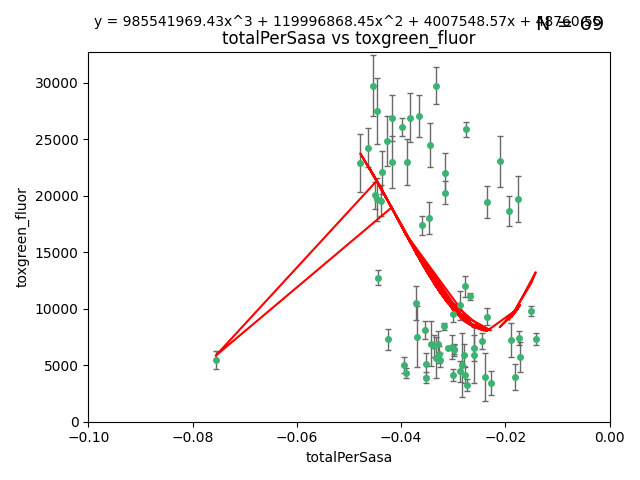 y = 985541969.43x^3 + 119996868.45x^2 + 4007548.57x +
N = 69
totalPerSasa vs toxgreen_fluor
30000
25000
20000
15000
10000
5000
0
toxgreen_fluor
−0.10
−0.08
−0.06
−0.04
−0.02
0.00
totalPerSasa